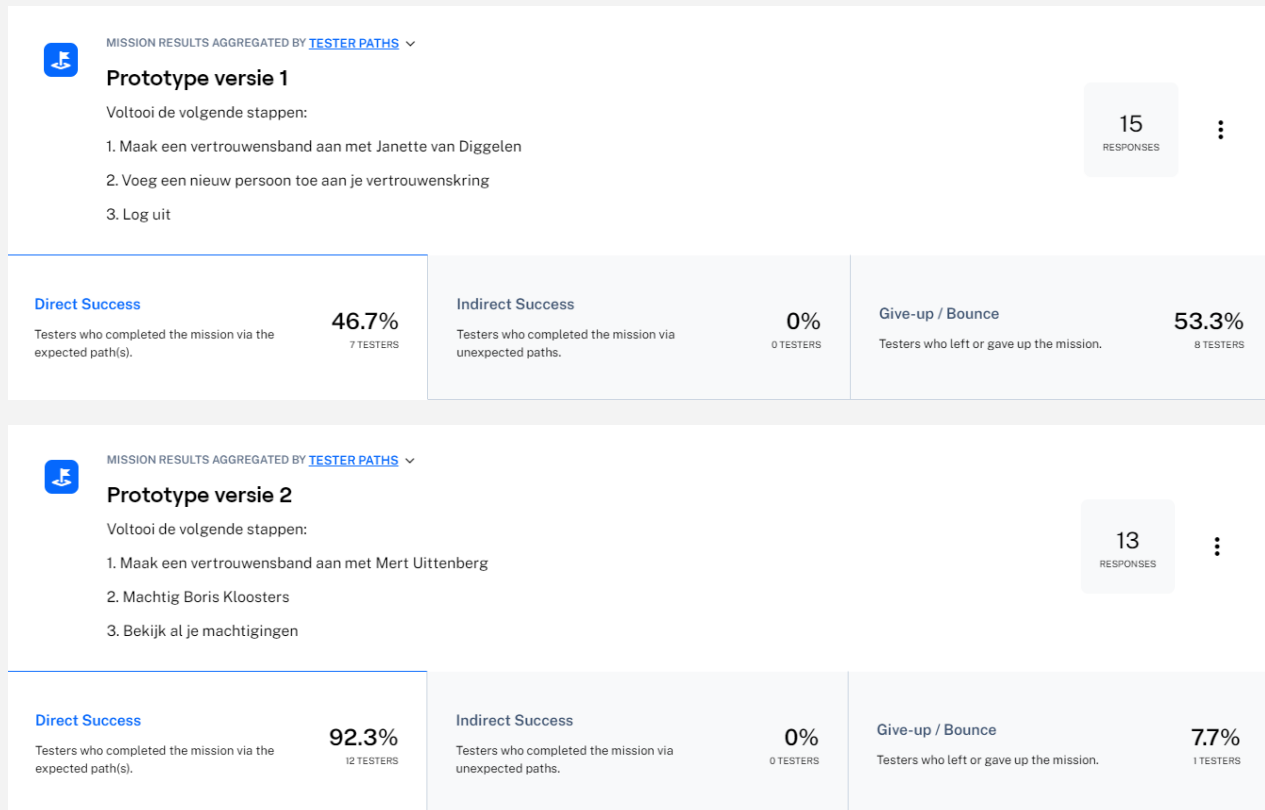 MISSION RESULTS AGGREGATED BY TESTER PATHS
Prototype versie 1
Voltooi de volgende stappen:
1. Maak een vertrouwensband aan met Janette van Diggelen
2. Voeg een nieuw persoon toe aan je vertrouwenskring
3. Log uit
15
RESPONSES
Direct Success
Testers who completed the mission via the
expected path(s).
46.7%
7 TESTERS
Indirect Success
Testers who completed the mission via
unexpected paths.
0%
0 TESTERS
Give-up / Bounce
Testers who left or gave up the mission.
53.3%
8 TESTERS
MISSION RESULTS AGGREGATED BY TESTER PATHS
Prototype versie 2
Voltooi de volgende stappen:
1. Maak een vertrouwensband aan met Mert Uittenberg
2. Machtig Boris Kloosters
3. Bekijk al je machtigingen
13
RESPONSES
Direct Success
Testers who completed the mission via the
expected path(s).
92.3%
12 TESTERS
Indirect Success
Testers who completed the mission via
unexpected paths.
0%
0 TESTERS
Give-up / Bounce
Testers who left or gave up the mission.
7.7%
1 TESTERS